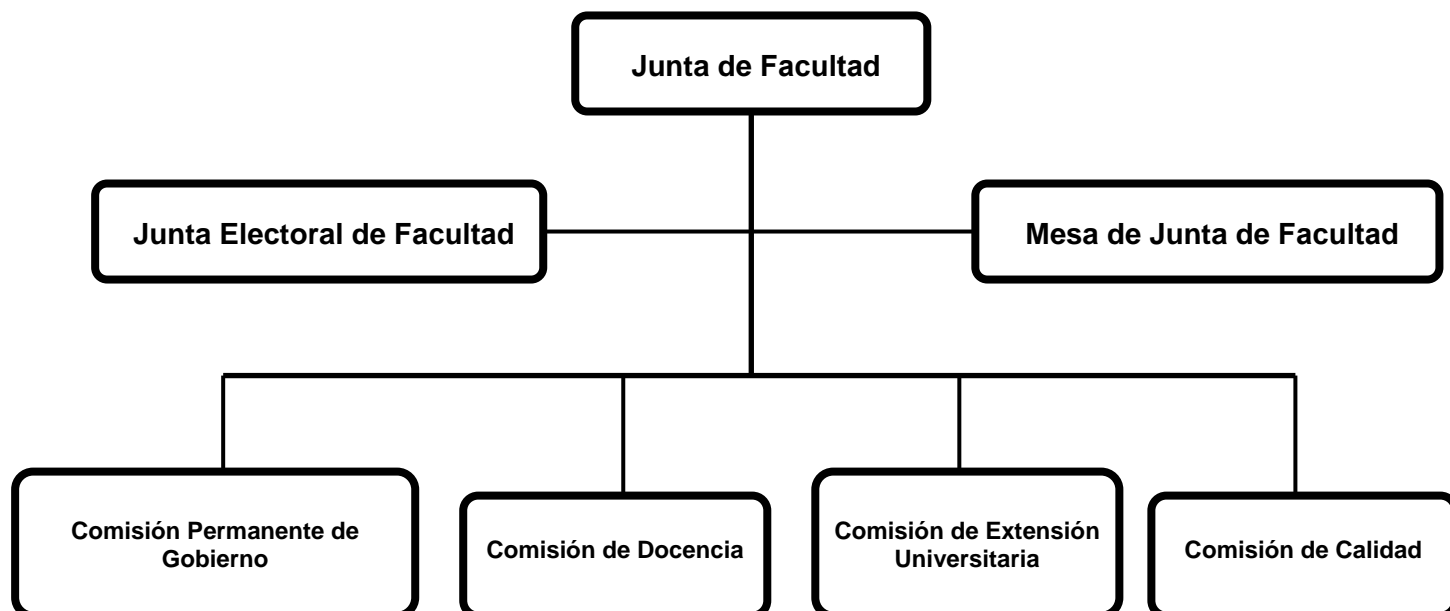 Junta de Facultad
Junta Electoral de Facultad
Mesa de Junta de Facultad
Comisión Permanente de
Gobierno
Comisión de Docencia
Comisión de Extensión
Universitaria
Comisión de Calidad